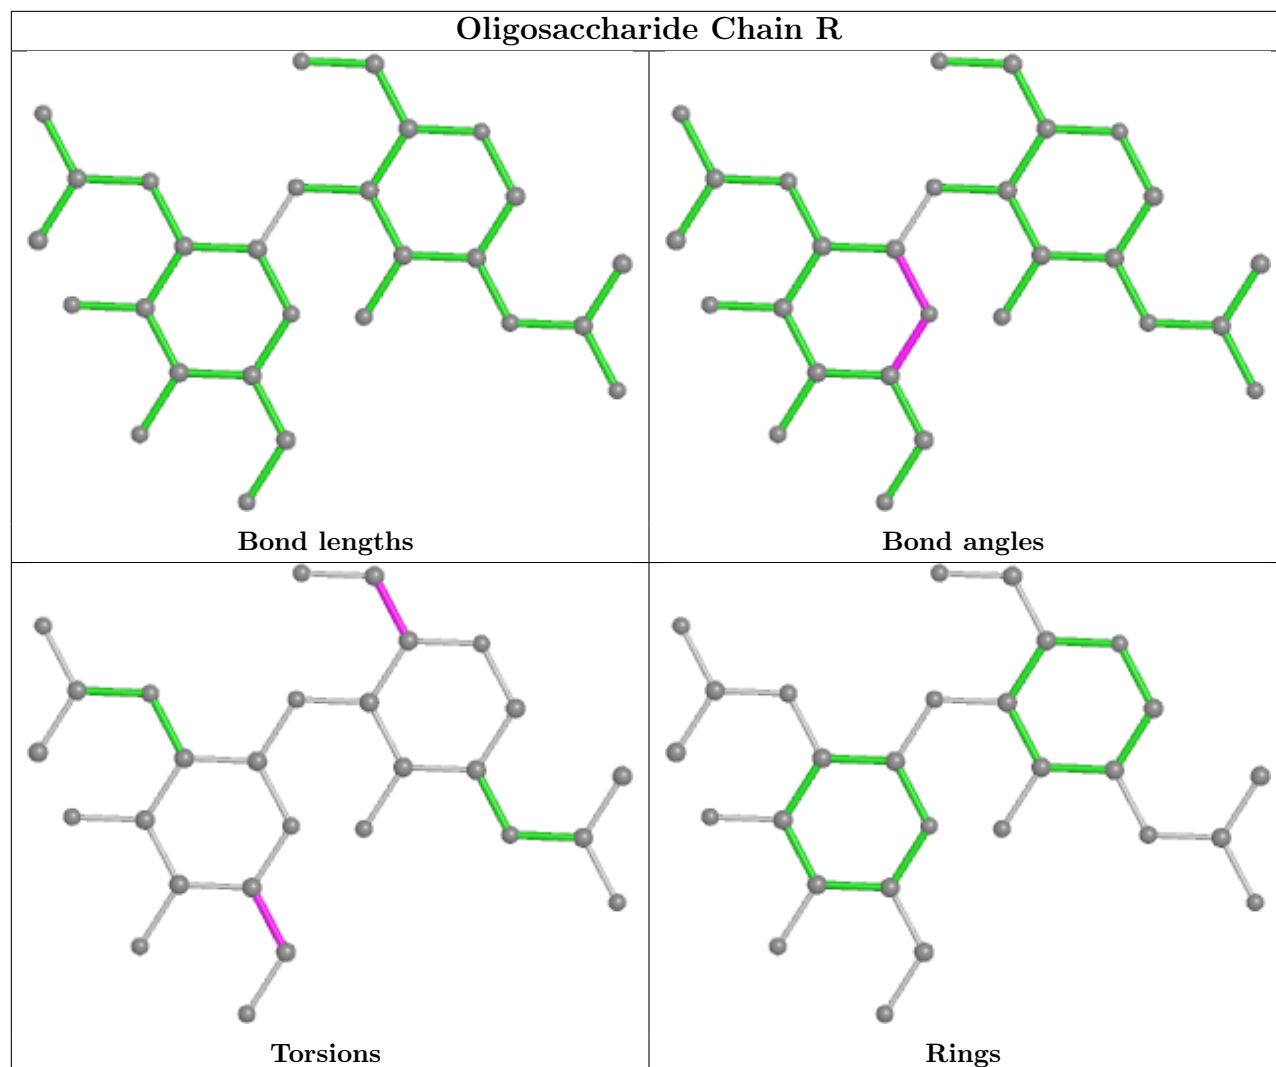 Oligosaccharide Chain R
Bond lengths
Bond angles
Torsions
Rings